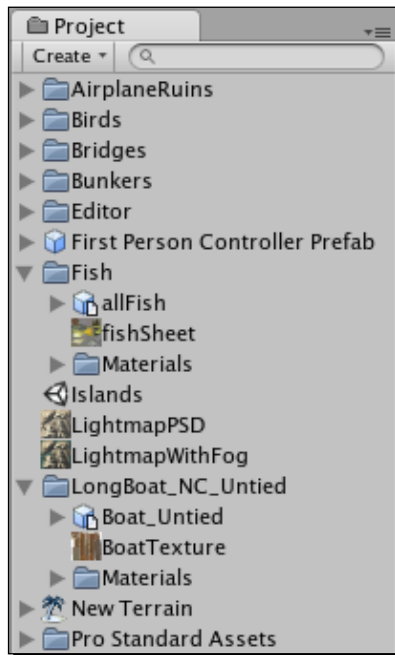 Project
Create
AirplaneRuins
Birds
Bridges
Bunkers
Editor
First Person Controller Prefab
Fish
allFish
fishSheet
Materials
Islands
LightmapPSD
LightmapWithFog
LongBoat_NC_Untied
Boat_Untied
BoatTexture
Materials
New Terrain
Pro Standard Assets